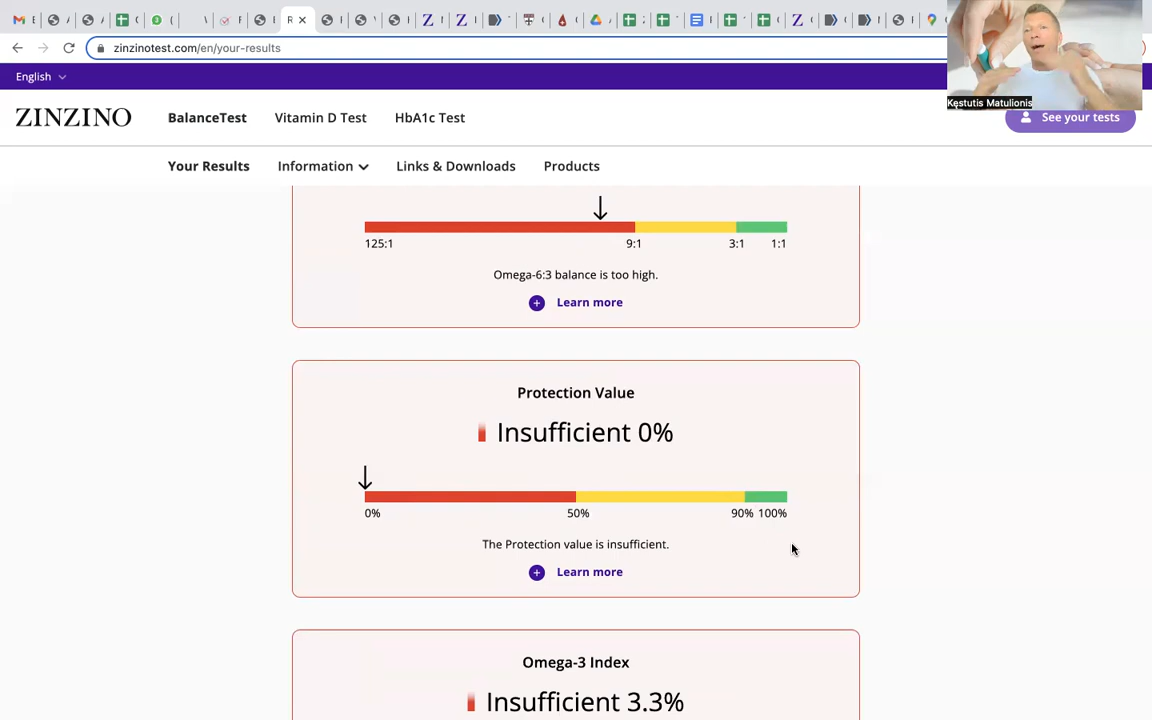 zinzinotest.com/en/your-results
Kęstutis Matulionis
English
ZINZINO
BalanceTest
Vitamin D Test
HbA1c Test
See your tests
Your Results
Information
Links & Downloads
Products
125:1
9:1
3:1
1:1
Omega-6:3 balance is too high.
Learn more
Protection Value
Insufficient 0%
0%
50%
90%
100%
The Protection value is insufficient.
Learn more
Omega-3 Index
Insufficient 3.3%